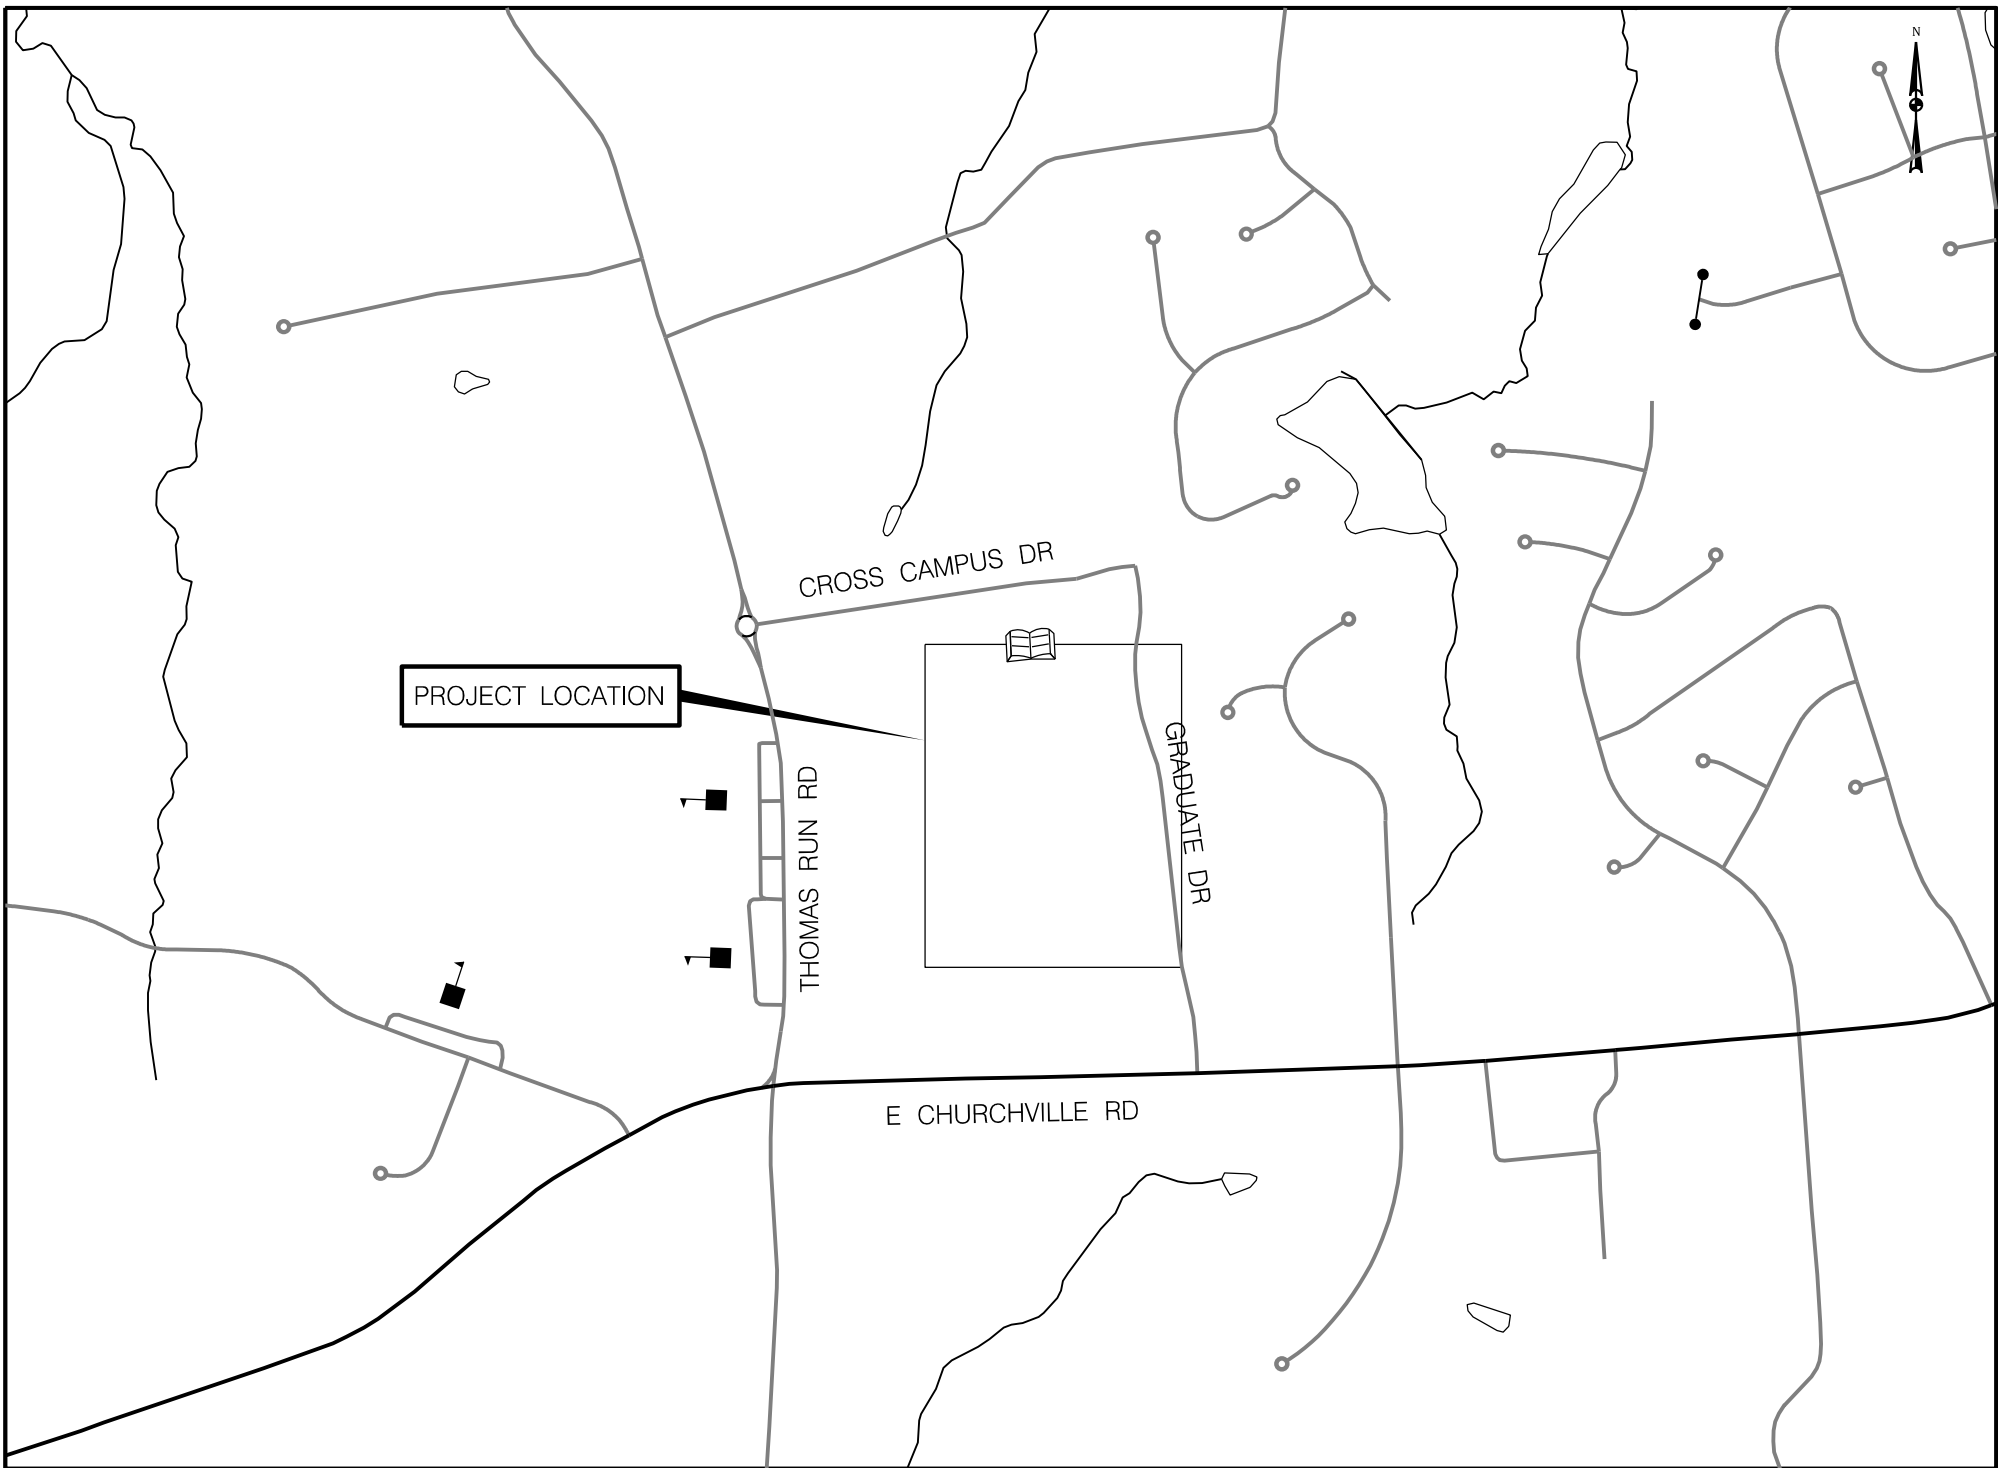 N
CROSS CAMPUS DR
PROJECT LOCATION
GRADUATE DR
THOMAS RUN RD
E CHURCHVILLE RD